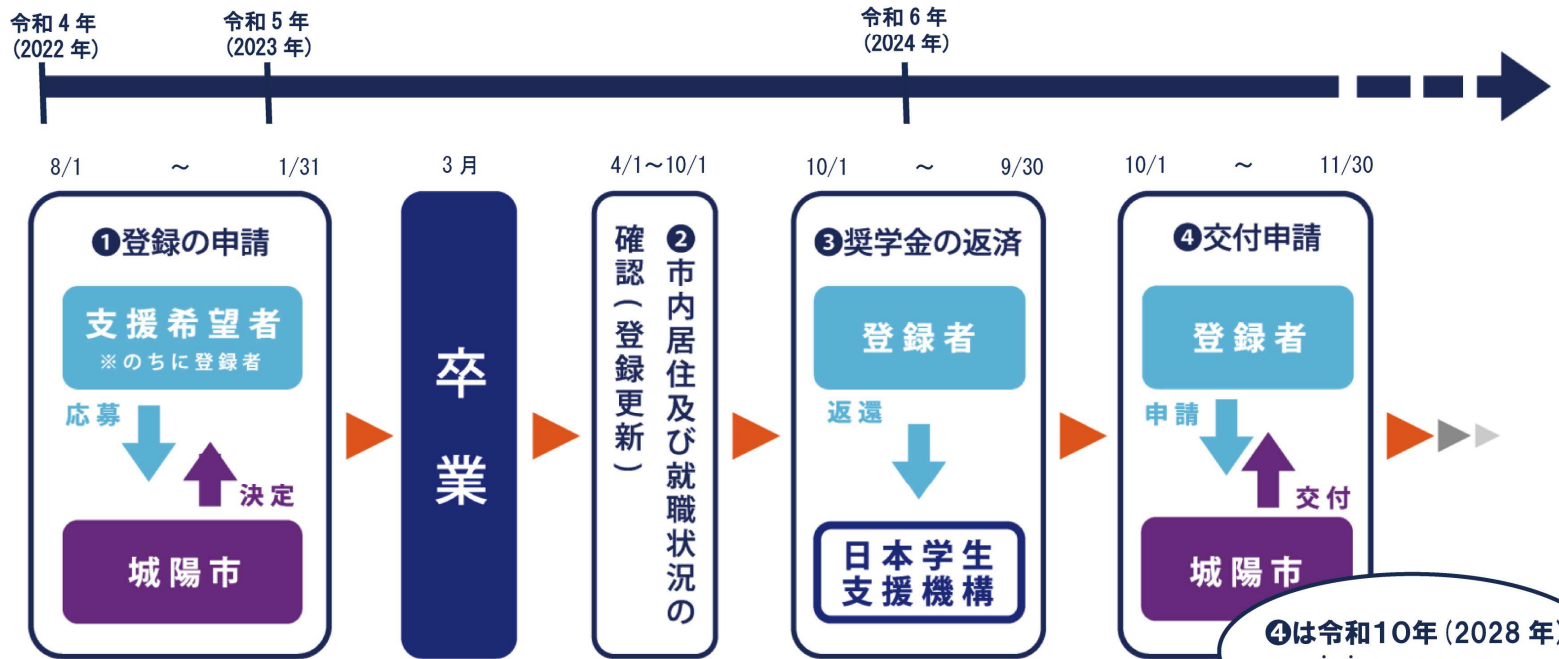 令和4年
(2022年)
令和5年
(2023年)
令和6年
(2024年)
8/1 ～ 1/31
3月
4/1～10/1
10/1 ～ 9/30
10/1 ～ 11/30
❶登録の申請
支援希望者
※のちに登録者
応募
決定
城陽市
卒業
❷市内居住及び就職状況の
確認（登録更新）
❸奨学金の返済
登録者
返還
日本学生
支援機構
❹交付申請
登録者
申請
交付
城陽市
❹は令和10年(2028年)